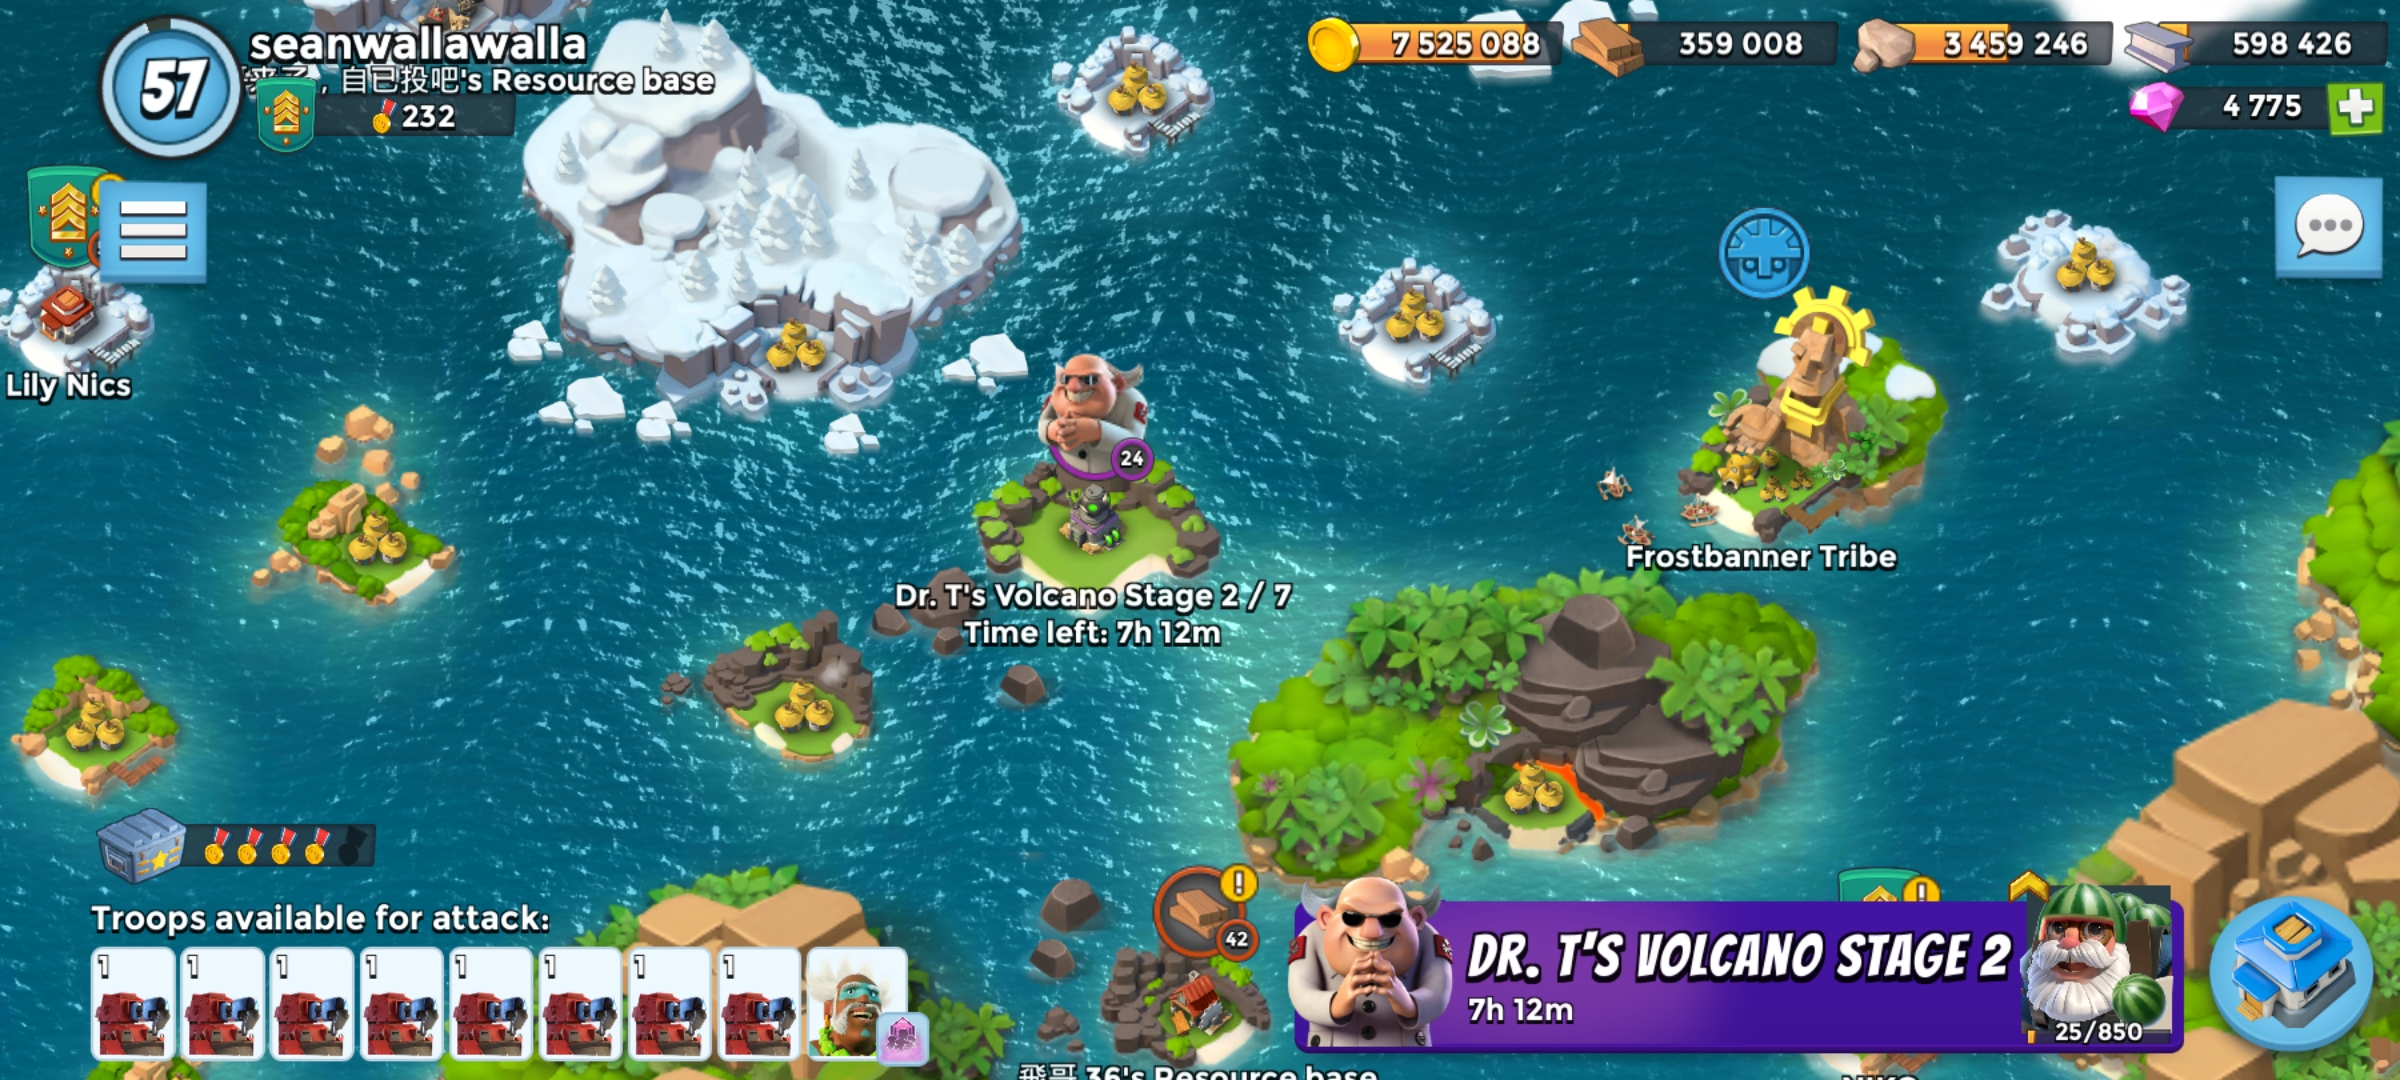 57
seanwallawalla
, 自已投吧's Resource base
232
7 525 088
359 008
3 459 246
598 426
4 775
Lily Nics
24
Dr. T's Volcano Stage 2 / 7
Time left: 7h 12m
Frostbanner Tribe
Troops available for attack:
1 1 1 1 1 1 1 1
!
42
!
DR. T'S VOLCANO STAGE 2
7h 12m
25/850
飛哥 36's Resource base